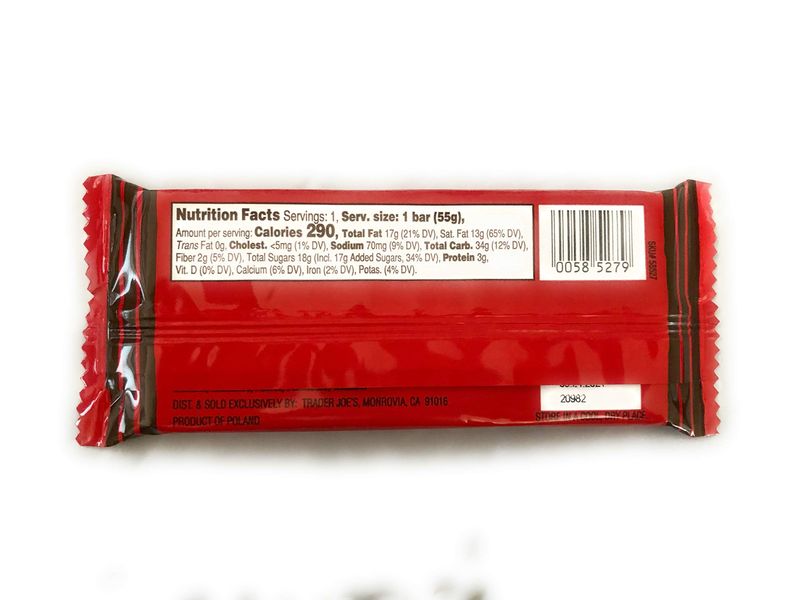 Nutrition Facts Servings: 1, Serv. size: 1 bar (55g),
Amount per serving: Calories 290, Total Fat 17g (21% DV), Sat. Fat 13g (65% DV),
Trans Fat 0g, Cholest. <5mg (1% DV), Sodium 70mg (9% DV), Total Carb. 34g (12% DV),
Fiber 2g (5% DV), Total Sugars 18g (Incl. 17g Added Sugars, 34% DV), Protein 3g,
Vit. D (0% DV), Calcium (6% DV), Iron (2% DV), Potas. (4% DV).
0058 5279
SKU# 58527
DIST. & SOLD EXCLUSIVELY BY: TRADER JOE'S, MONROVIA, CA 91016
PRODUCT OF POLAND
20982
STORE IN A COOL, DRY PLACE